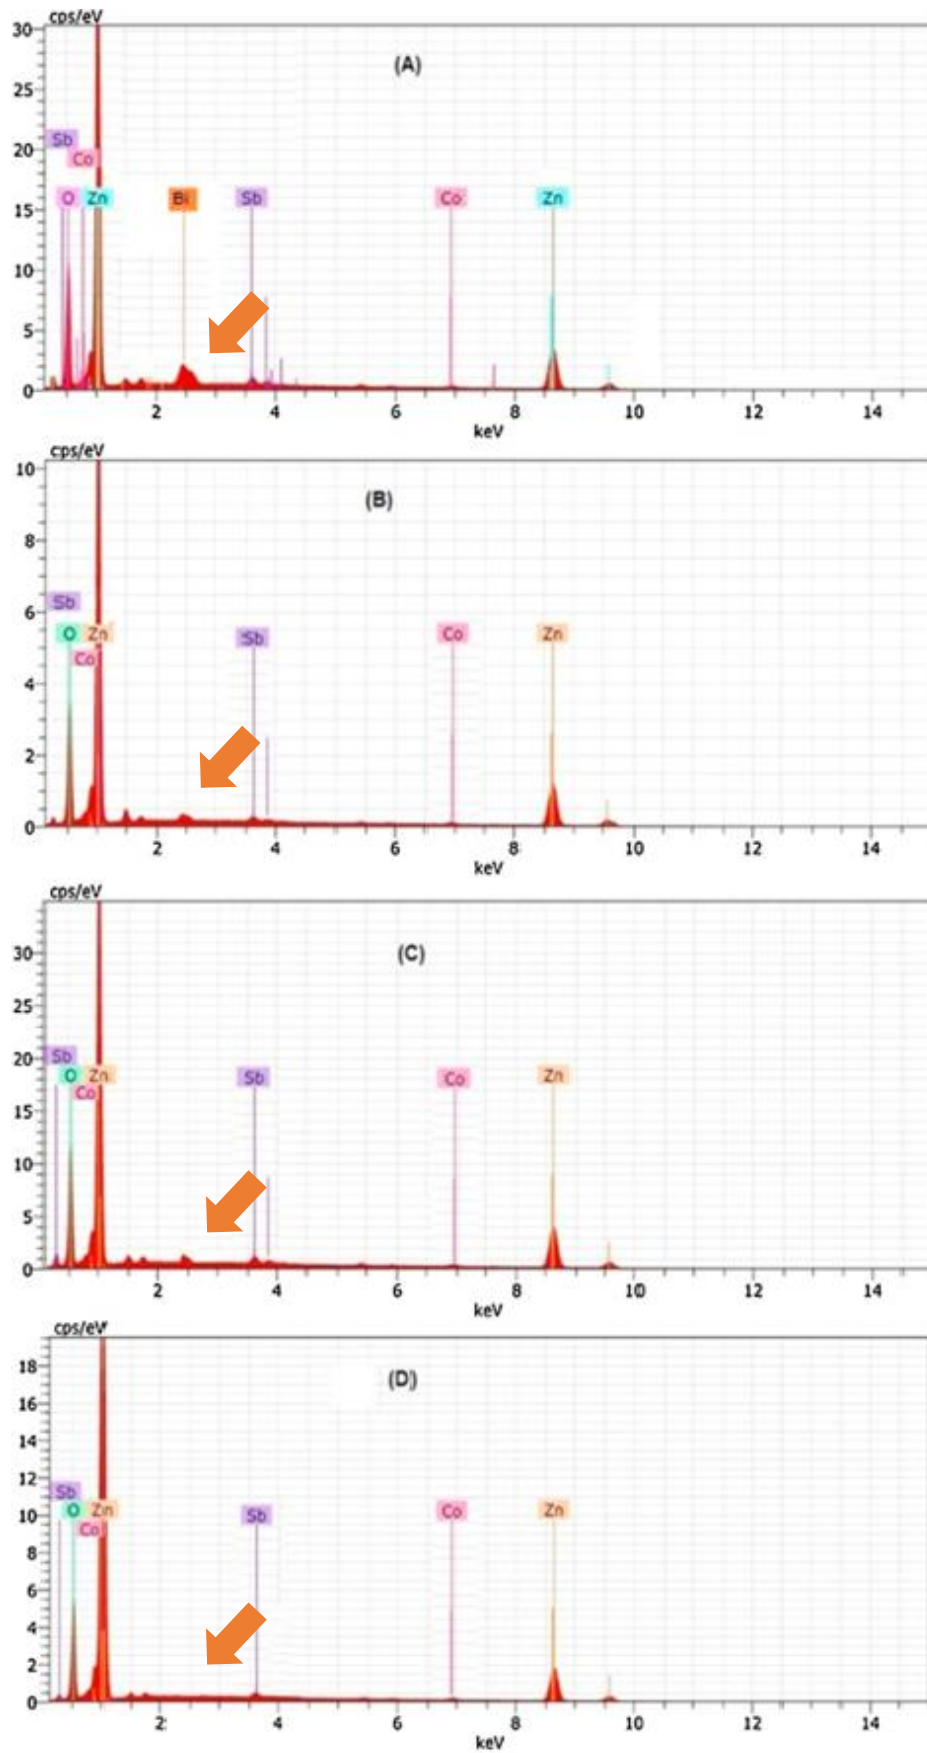 cps/eV
30
(A)
25
Sb
20
Co
O Zn Bi Sb Co Zn
15
10
5
0
2 4 6 8 10 12 14
keV
cps/eV
10
(B)
8
Sb
6
O Zn Sb Co Zn
Co
4
2
0
2 4 6 8 10 12 14
keV
cps/eV
30
(C)
25
20
Sb
O Zn Sb Co Zn
Co
15
10
5
0
2 4 6 8 10 12 14
keV
cps/eV
18
(D)
16
14
12
Sb
10
O Zn Sb Co Zn
Co
8
6
4
2
0
2 4 6 8 10 12 14
keV